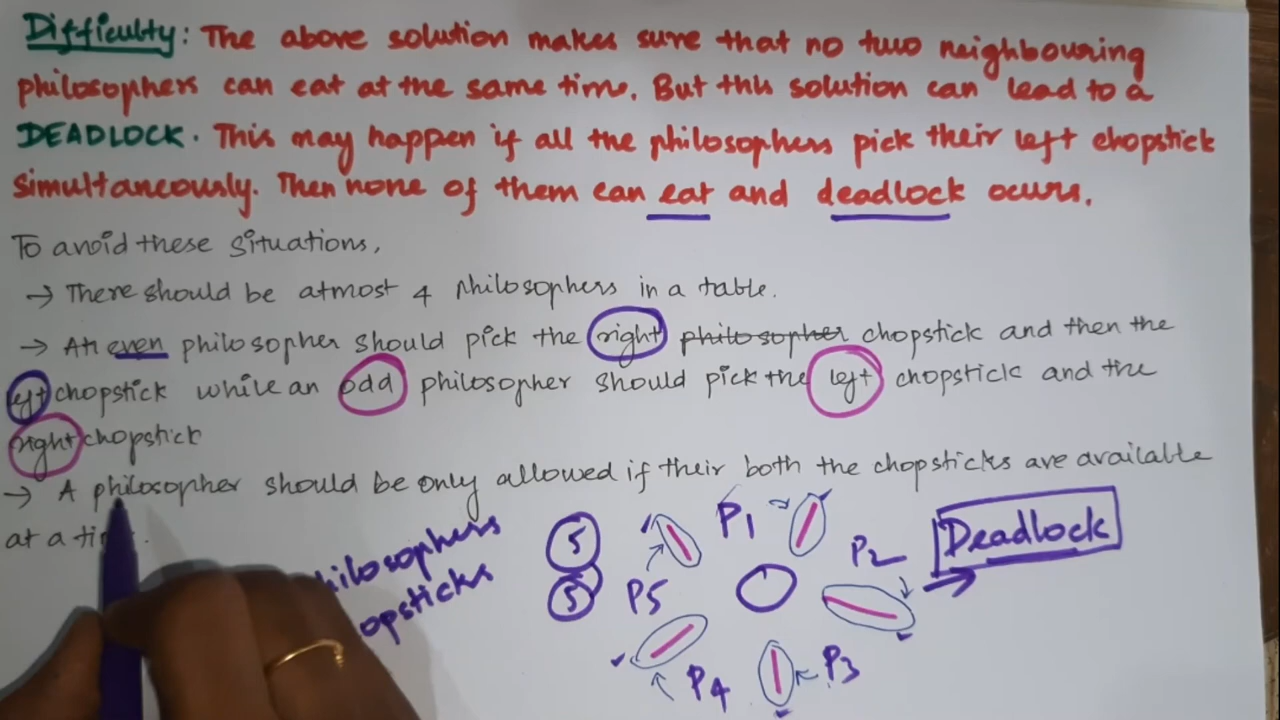 Difficulty: The above solution makes sure that no two neighbouring
philosophers can eat at the same time. But this solution can lead to a
DEADLOCK. This may happen if all the philosophers pick their left chopstick
simultaneously. Then none of them can eat and deadlock ocurs.
To avoid these situations,
→ There should be atmost 4 philosophers in a table.
→ An even philosopher should pick the right philosopher chopstick and then the
left chopstick while an odd philosopher should pick the left chopstick and the
right chopstick
→ A philosopher should be only allowed if their both the chopsticks are available
at a
5
5
P1
P2
P3
P4
P5
Deadlock